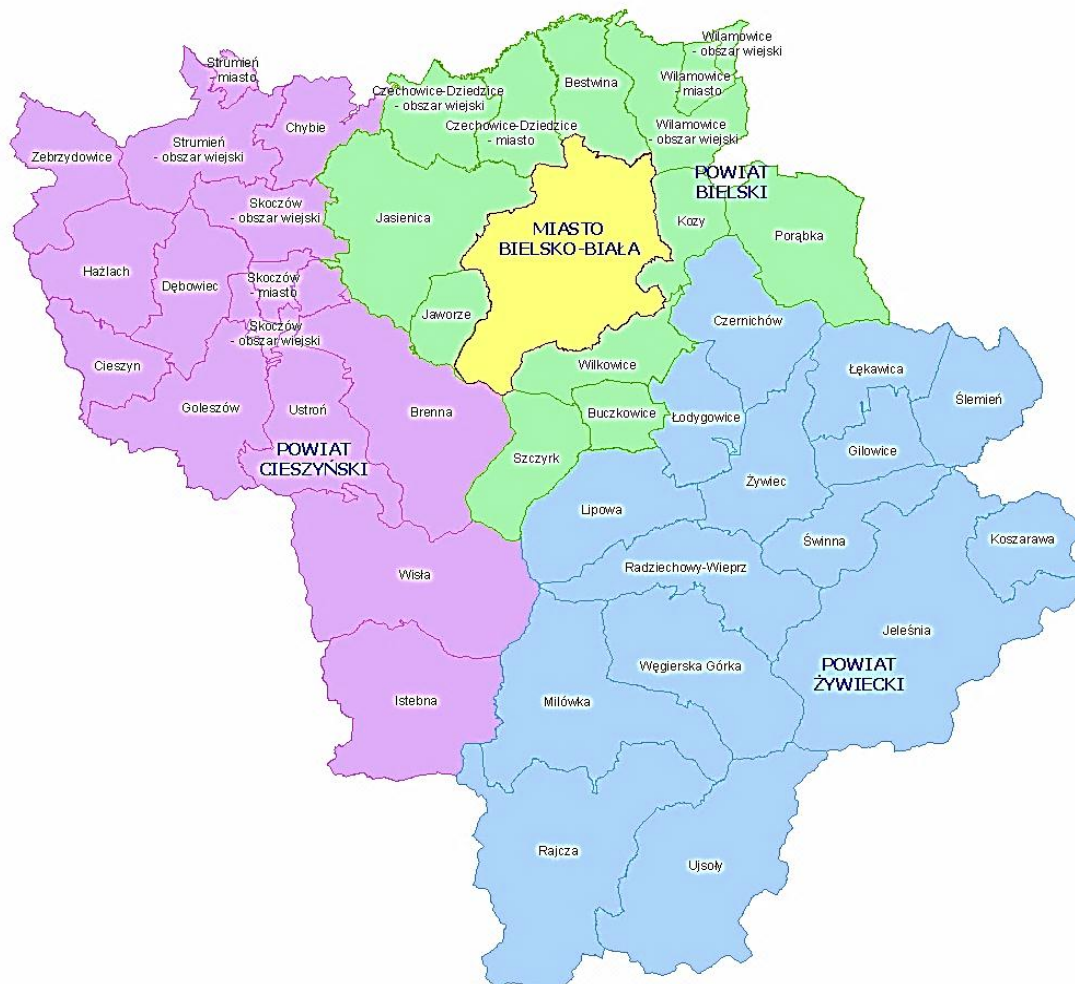 Wilamowice
- obszar wiejski
Strumień
- miasto
Czechowice-Dziedzice
- obszar wiejski
Bestwina
Wilamowice
- miasto
Chybie
Czechowice-Dziedzice
- miasto
Wilamowice
obszar wiejski
Zebrzydowice
Strumień
- obszar wiejski
POWIAT
BIELSKI
Skoczów
- obszar wiejski
Jasienica
Kozy
MIASTO
BIELSKO-BIAŁA
Porąbka
Hażlach
Dębowiec
Skoczów
- miasto
Jaworze
Czernichów
Skoczów
- obszar wiejski
Cieszyn
Wilkowice
Łękawica
Ślemień
Goleszów
Ustroń
Brenna
Buczkowice
Łodygowice
POWIAT
CIESZYŃSKI
Szczyrk
Gilowice
Żywiec
Lipowa
Świnna
Koszarawa
Wisła
Radziechowy-Wieprz
Jeleśnia
Węgierska Górka
POWIAT
ŻYWIECKI
Istebna
Milówka
Rajcza
Ujsoły